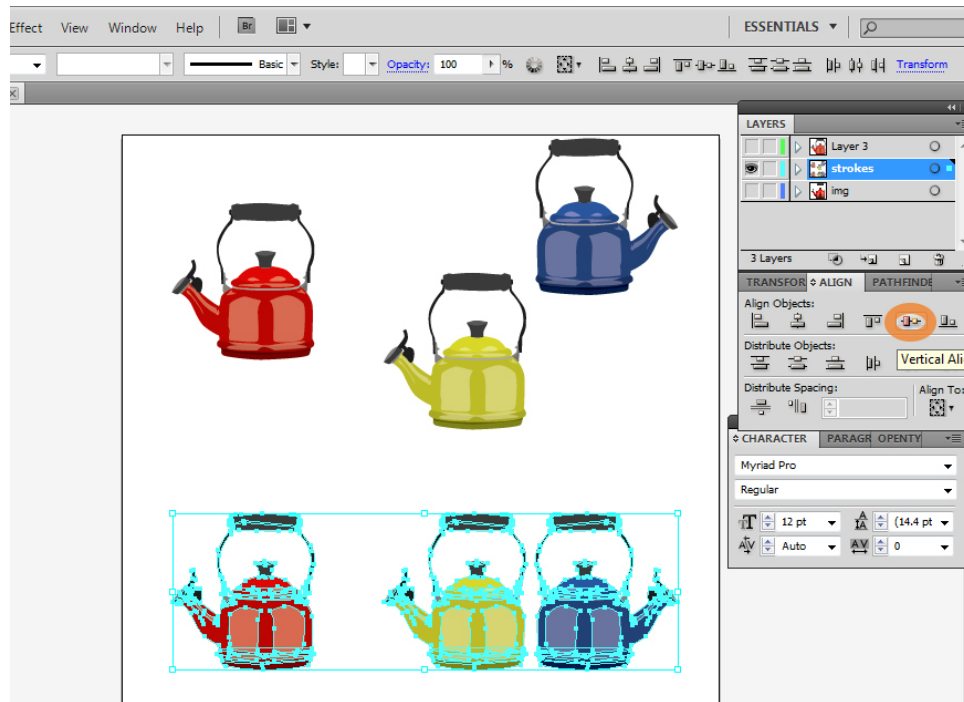 Effect View Window Help Br ESSENTIALS
Basic Style: Opacity: 100 % Transform
LAYERS
Layer 3
strokes
img
3 Layers
TRANSFOR ALIGN PATHFINDE
Align Objects:
Distribute Objects:
Vertical Ali
Distribute Spacing: Align To:
CHARACTER PARAGR OPENTY
Myriad Pro
Regular
12 pt (14.4 pt
Auto 0